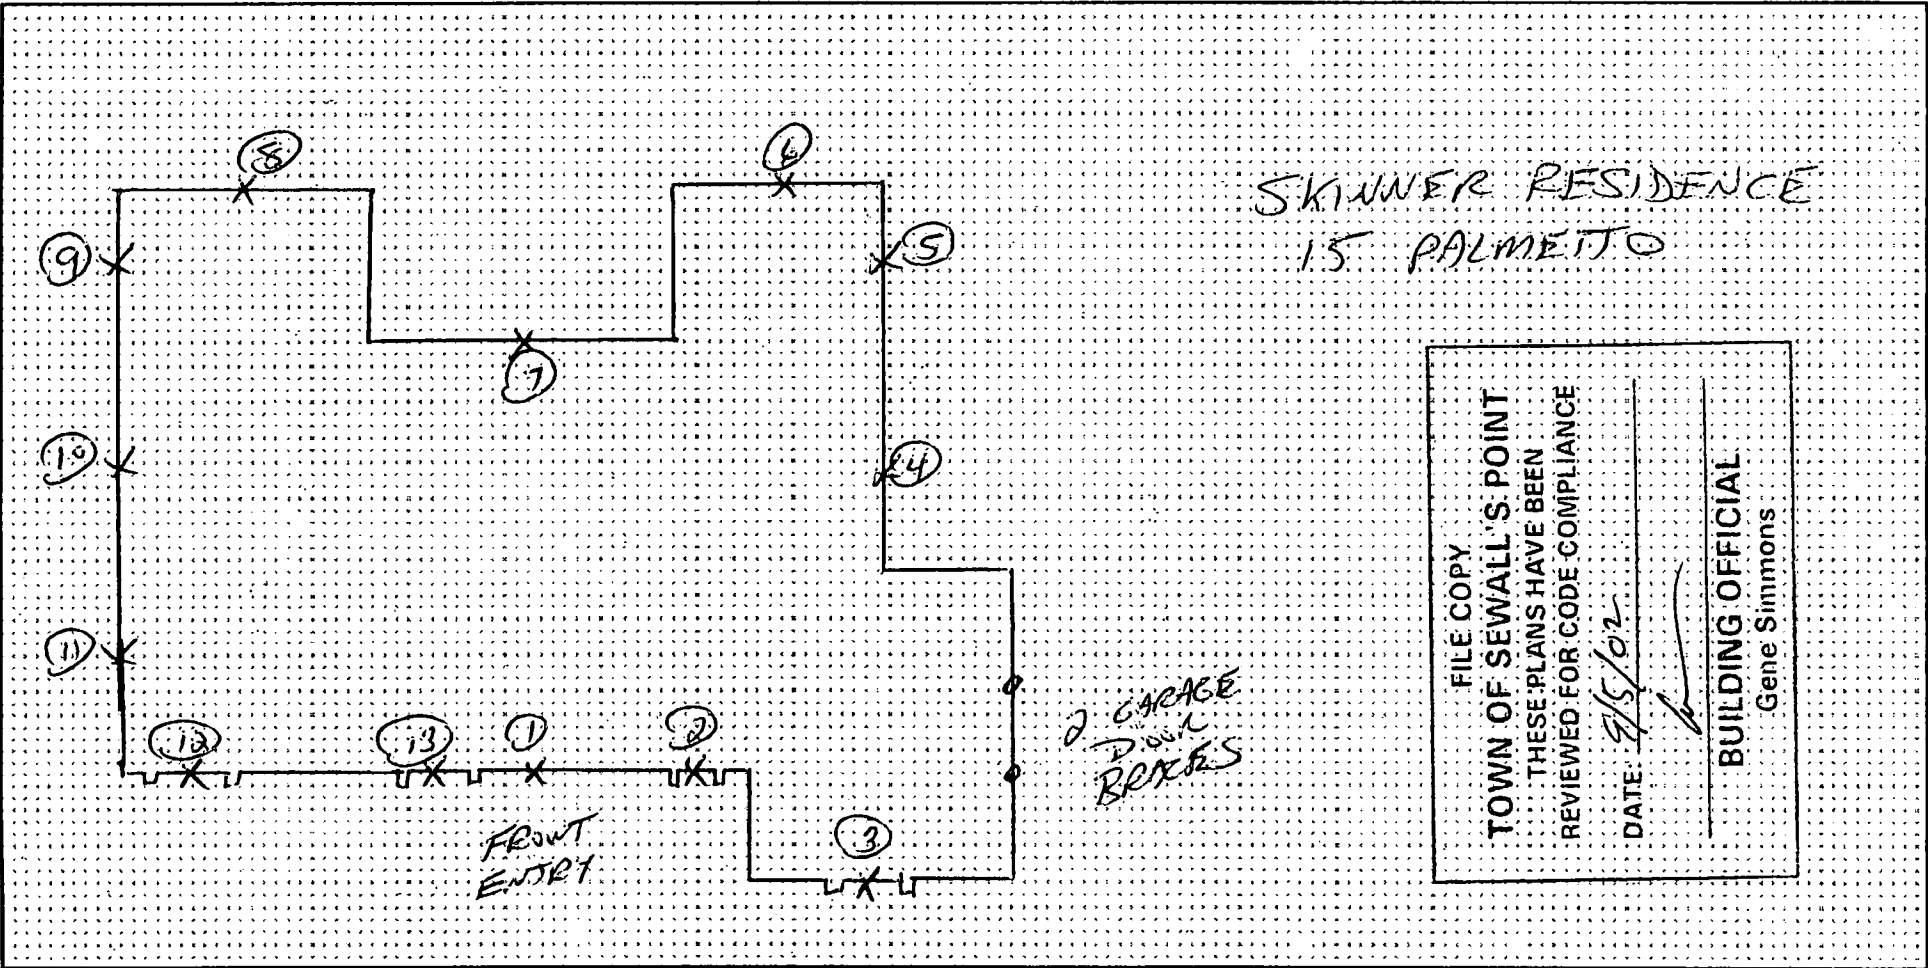 8
6
SKINNER RESIDENCE
15 PALMETTO
9
5
7
10
4
11
2 GARAGE
DOOR
BRACES
12
13
1
2
FRONT
ENTRY
3
FILE COPY
TOWN OF SEWALL'S POINT
THESE PLANS HAVE BEEN
REVIEWED FOR CODE COMPLIANCE
DATE: 9/5/02
BUILDING OFFICIAL
Gene Simmons